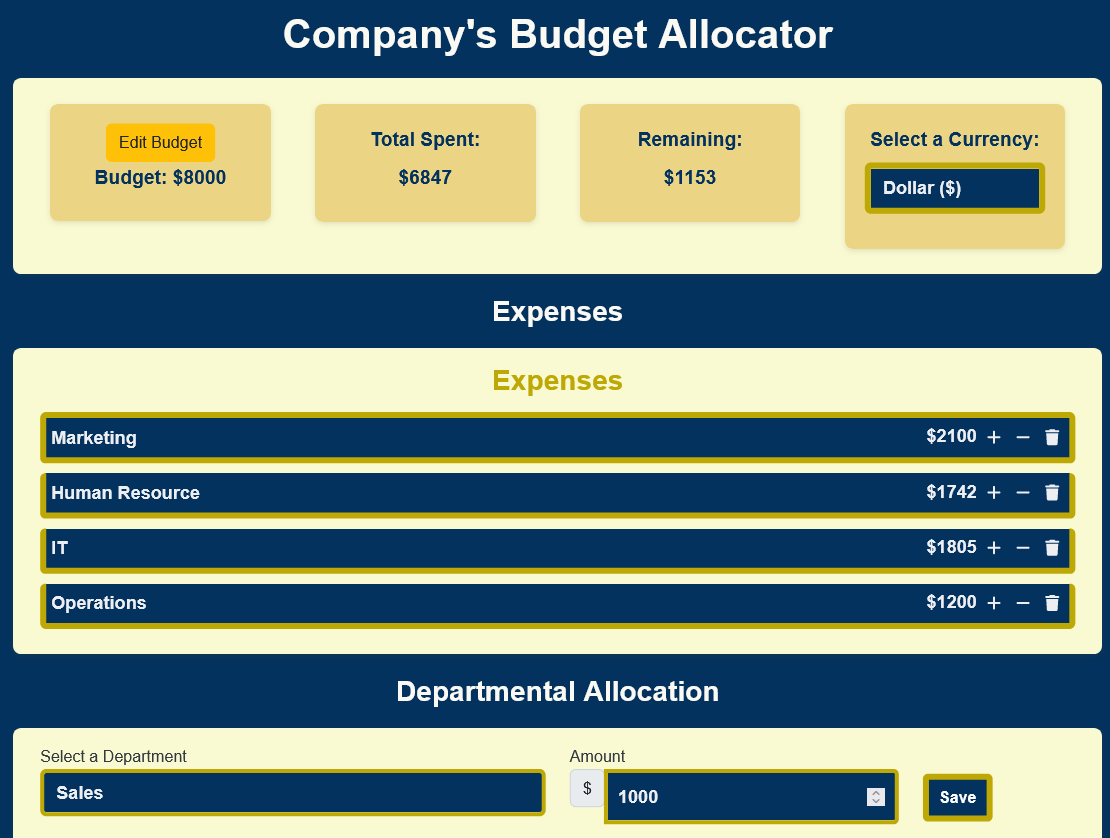 Company's Budget Allocator
Edit Budget
Budget: $8000
Total Spent:
$6847
Remaining:
$1153
Select a Currency:
Dollar ($)
Expenses
Expenses
Marketing $2100 + −
Human Resource $1742 + −
IT $1805 + −
Operations $1200 + −
Departmental Allocation
Select a Department
Sales
Amount
$ 1000
Save